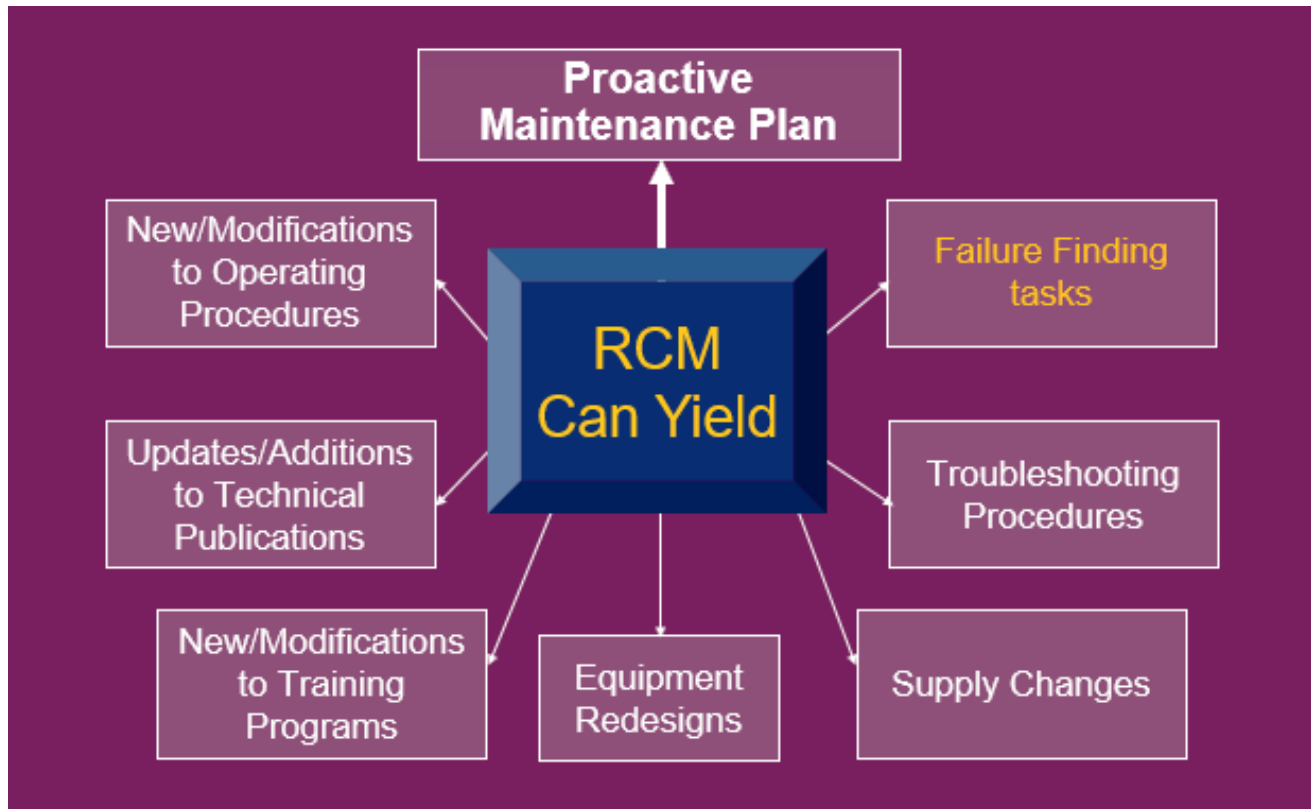 Proactive
Maintenance Plan
New/Modifications
to Operating
Procedures
Failure Finding
tasks
RCM
Can Yield
Updates/Additions
to Technical
Publications
Troubleshooting
Procedures
New/Modifications
to Training
Programs
Equipment
Redesigns
Supply Changes